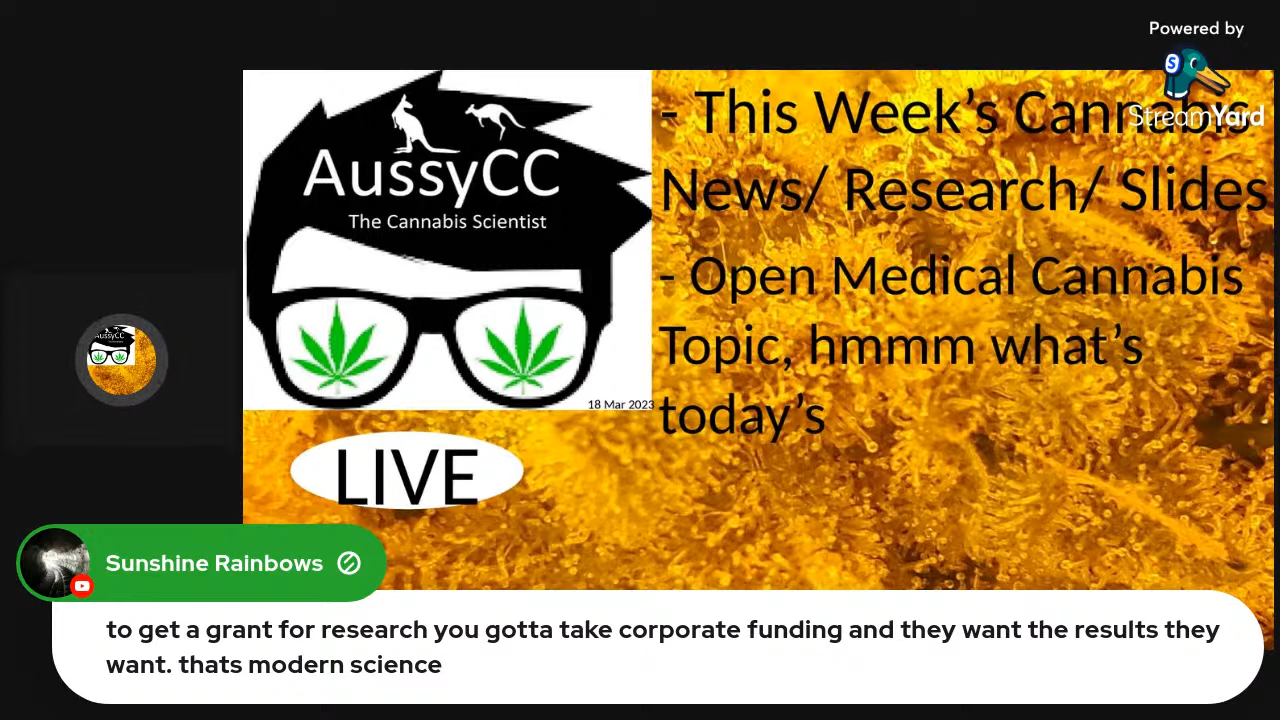 Powered by
StreamYard
- This Week's Cannabis
News/ Research/ Slides
- Open Medical Cannabis
Topic, hmmm what's
today's
AussyCC
The Cannabis Scientist
18 Mar 2023
LIVE
AussyCC
Sunshine Rainbows
to get a grant for research you gotta take corporate funding and they want the results they
want. thats modern science